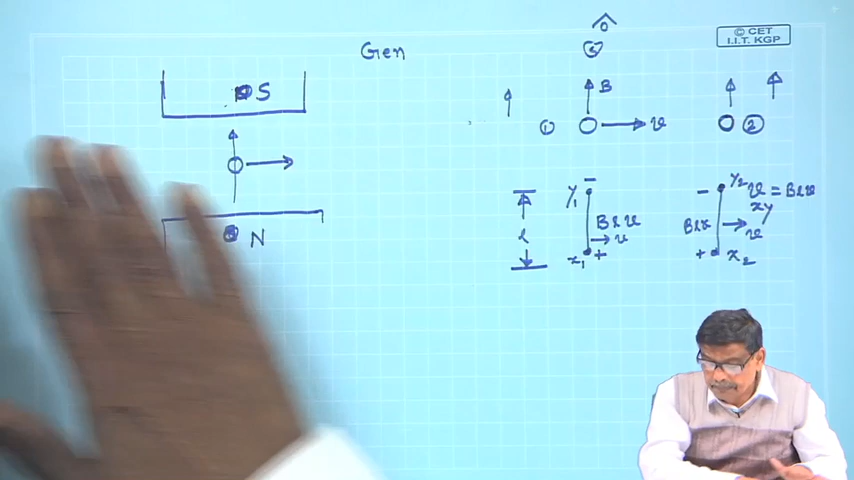 Gen
© CET
I.I.T. KGP
S
B
①
v
②
Y1
−
− Y2
v = Blv
xy
l
Blv
v
Blv
v
x1 +
+ x2
N